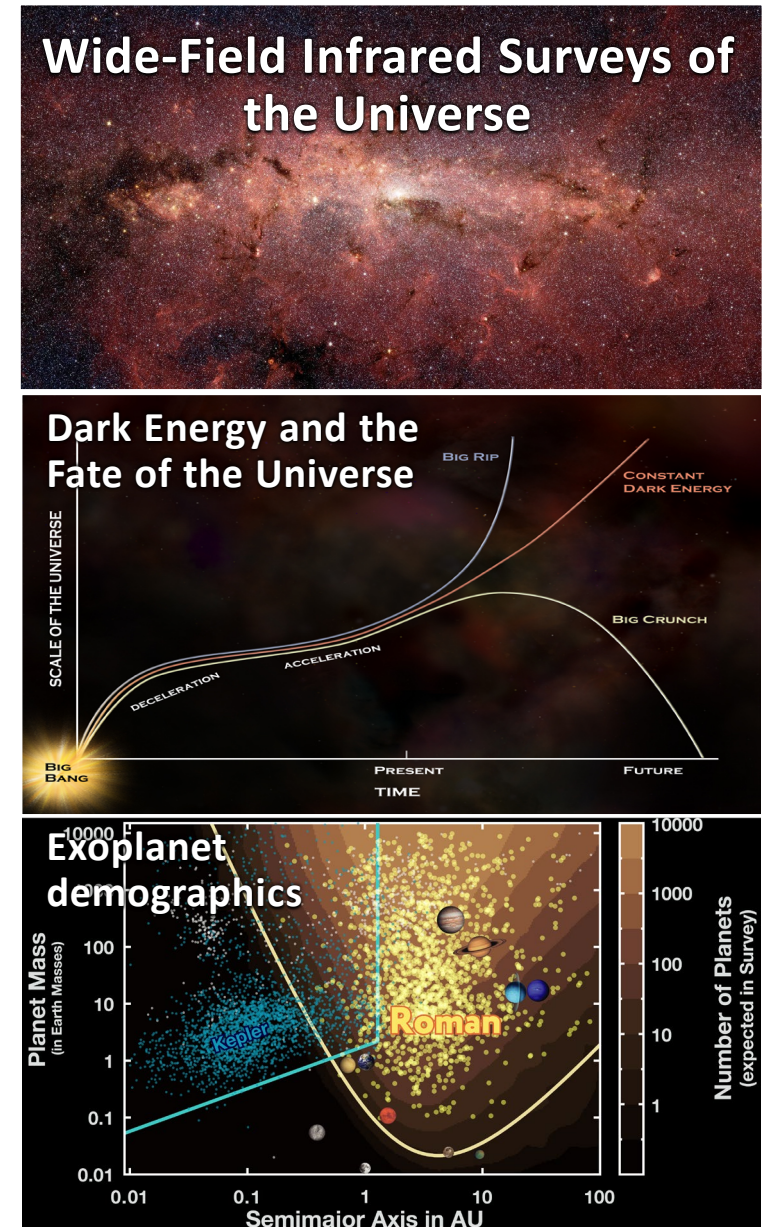 Wide-Field Infrared Surveys of
the Universe
Dark Energy and the
Fate of the Universe
BIG RIP
CONSTANT
DARK ENERGY
SCALE OF THE UNIVERSE
BIG CRUNCH
DECELERATION
ACCELERATION
BIG
BANG
PRESENT
FUTURE
TIME
Exoplanet
demographics
10000
1000
100
10
1
0.1
0.01
Planet Mass
(in Earth Masses)
Kepler
Roman
0.01
0.1
1
10
100
Semimajor Axis in AU
10000
1000
100
10
1
Number of Planets
(expected in Survey)